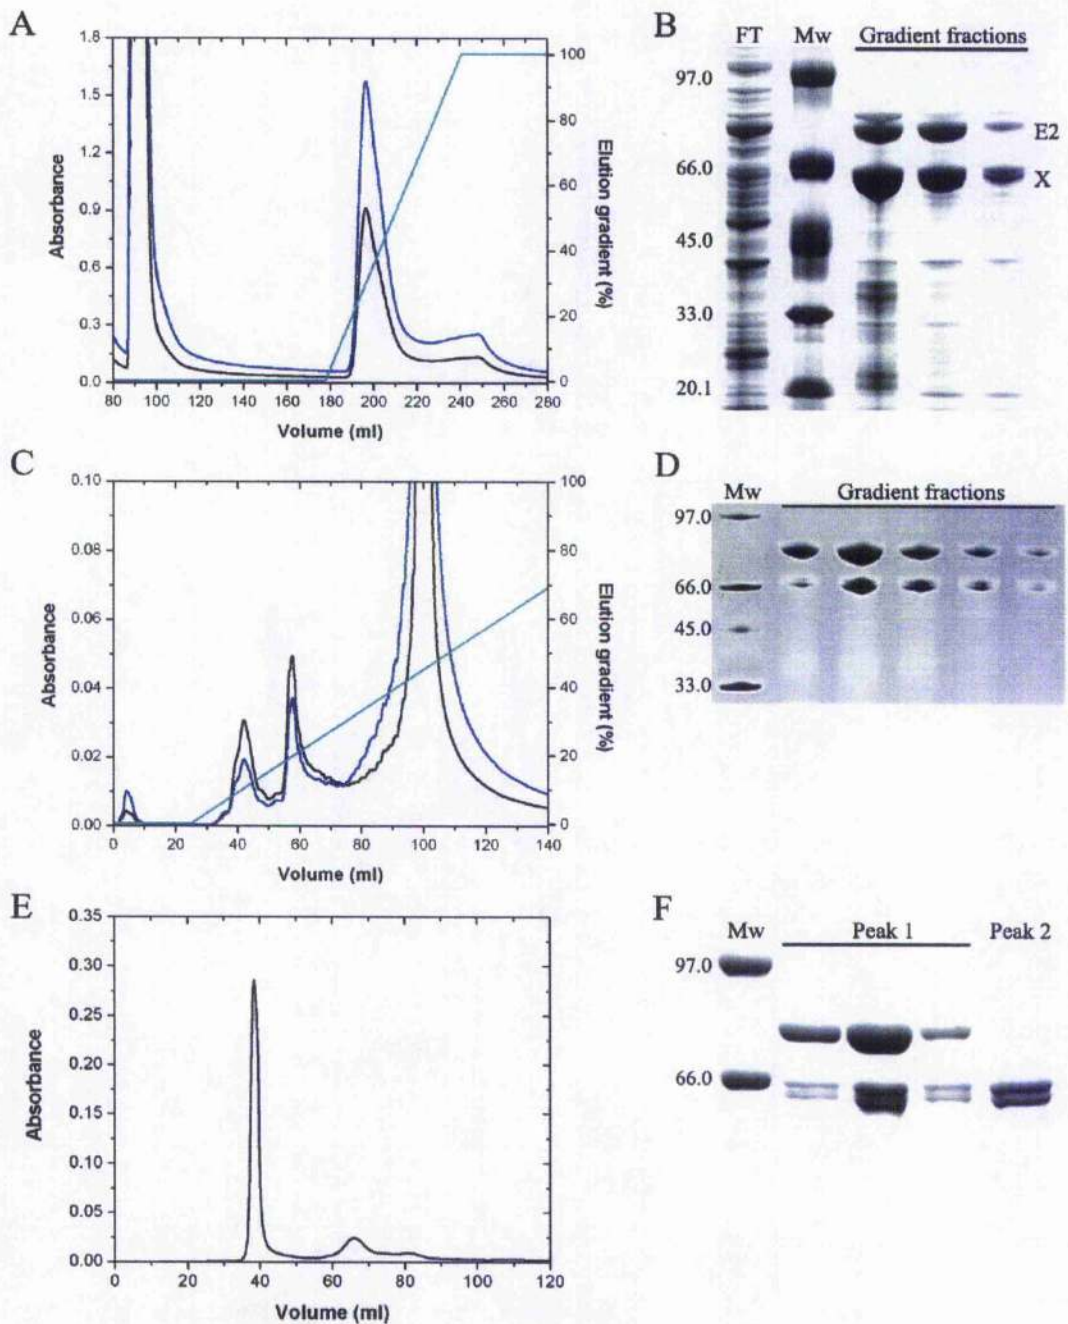 A
1.8
1.5
1.2
0.9
0.6
0.3
0.0
Absorbance
100
80
60
40
20
0
Elution gradient (%)
80 100 120 140 160 180 200 220 240 260 280
Volume (ml)
B
FT Mw Gradient fractions
97.0
66.0
45.0
33.0
20.1
E2
X
C
0.10
0.08
0.06
0.04
0.02
0.00
Absorbance
100
80
60
40
20
0
Elution gradient (%)
0 20 40 60 80 100 120 140
Volume (ml)
D
Mw Gradient fractions
97.0
66.0
45.0
33.0
E
0.35
0.30
0.25
0.20
0.15
0.10
0.05
0.00
Absorbance
0 20 40 60 80 100 120
Volume (ml)
F
Mw Peak 1 Peak 2
97.0
66.0